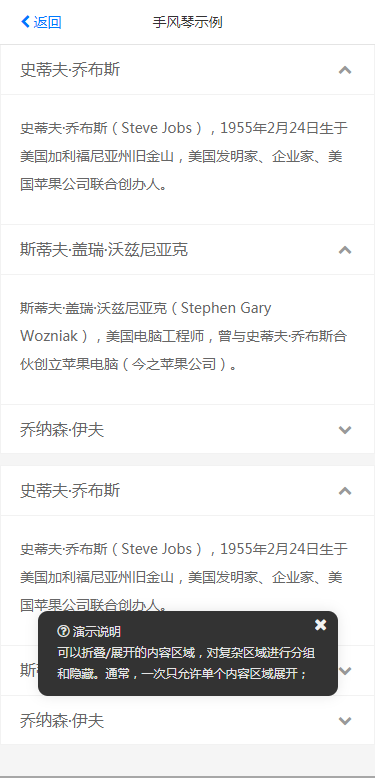 返回
手风琴示例
史蒂夫·乔布斯
史蒂夫·乔布斯（Steve Jobs），1955年2月24日生于
美国加利福尼亚州旧金山，美国发明家、企业家、美
国苹果公司联合创办人。
斯蒂夫·盖瑞·沃兹尼亚克
斯蒂夫·盖瑞·沃兹尼亚克（Stephen Gary
Wozniak），美国电脑工程师，曾与史蒂夫·乔布斯合
伙创立苹果电脑（今之苹果公司）。
乔纳森·伊夫
史蒂夫·乔布斯
史蒂夫·乔布斯（Steve Jobs），1955年2月24日生于
美国加利福尼亚州旧金山，美国发明家、企业家、美
国苹果公司联合创办人。
演示说明
可以折叠/展开的内容区域，对复杂区域进行分组
和隐藏。通常，一次只允许单个内容区域展开；
斯
乔纳森·伊夫